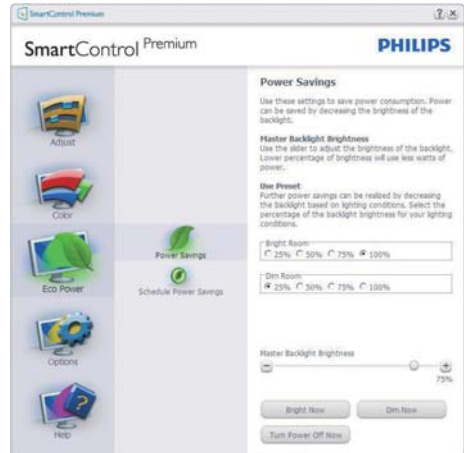 SmartControl Premium
SmartControl Premium
PHILIPS
Adjust
Color
Eco Power
Options
Help
Power Savings
Schedule Power Savings
Power Savings
Use these settings to save power consumption. Power
can be saved by decreasing the brightness of the
backlight.
Master Backlight Brightness
Use the slider to adjust the brightness of the backlight.
Lower percentage of brightness will use less watts of
power.
Use Preset
Further power savings can be realized by decreasing
the backlight based on lighting conditions. Select the
percentage of the backlight brightness for your lighting
conditions.
Bright Room
25% 50% 75% 100%
Dim Room
25% 50% 75% 100%
Master Backlight Brightness
75%
Bright Now
Dim Now
Turn Power Off Now